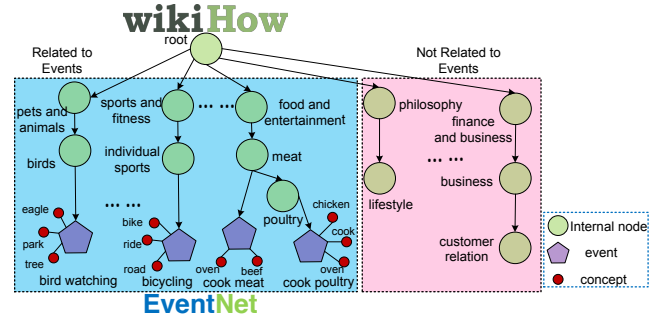 wikiHow
root
Related to
Events
Not Related to
Events
pets and
animals
sports and
fitness
... ...
food and
entertainment
philosophy
finance
and business
birds
individual
sports
meat
... ...
business
lifestyle
poultry
... ...
eagle
park
tree
bike
ride
road
oven
beef
chicken
cook
oven
customer
relation
bird watching
bicycling
cook meat
cook poultry
Internal node
event
concept
EventNet